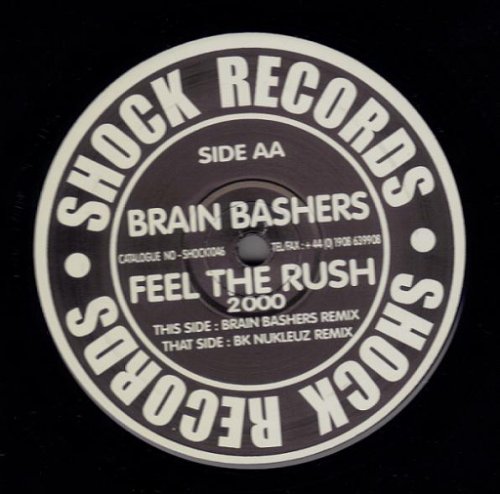 SHOCK RECORDS • SHOCK RECORDS •
SIDE AA
BRAIN BASHERS
CATALOGUE NO - SHOCK1046 TEL/FAX : + 44 (0) 1908 639908
FEEL THE RUSH
2000
THIS SIDE : BRAIN BASHERS REMIX
THAT SIDE : BK NUKLEUZ REMIX